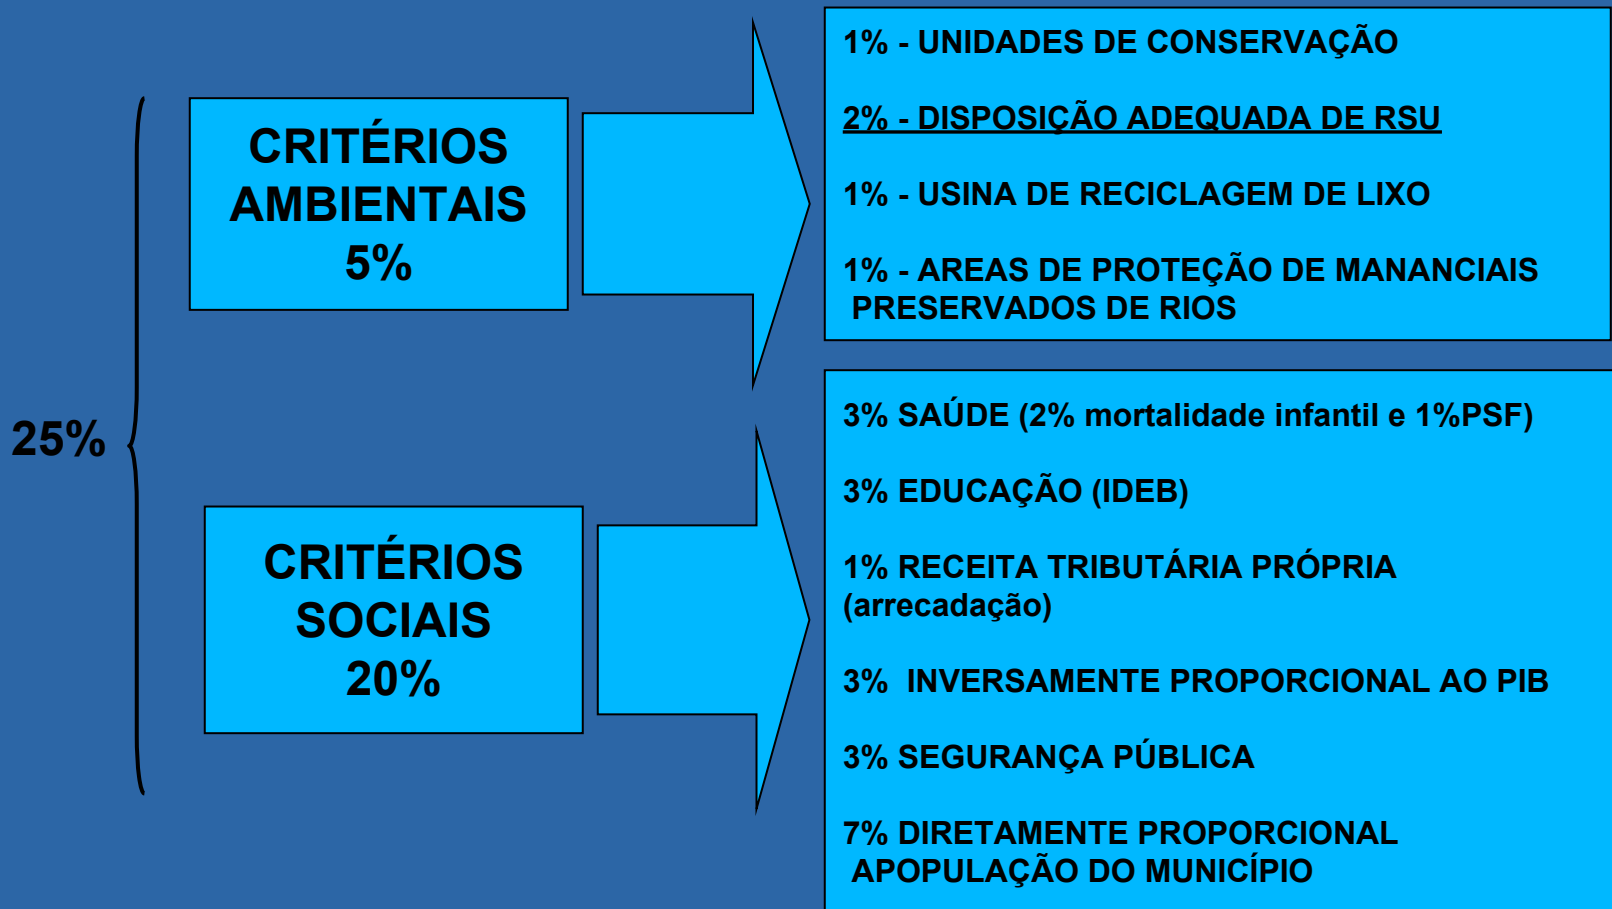 25%
CRITÉRIOS
AMBIENTAIS
5%
1% - UNIDADES DE CONSERVAÇÃO
2% - DISPOSIÇÃO ADEQUADA DE RSU
1% - USINA DE RECICLAGEM DE LIXO
1% - AREAS DE PROTEÇÃO DE MANANCIAIS
PRESERVADOS DE RIOS
CRITÉRIOS
SOCIAIS
20%
3% SAÚDE (2% mortalidade infantil e 1%PSF)
3% EDUCAÇÃO (IDEB)
1% RECEITA TRIBUTÁRIA PRÓPRIA
(arrecadação)
3% INVERSAMENTE PROPORCIONAL AO PIB
3% SEGURANÇA PÚBLICA
7% DIRETAMENTE PROPORCIONAL
APOPULAÇÃO DO MUNICÍPIO